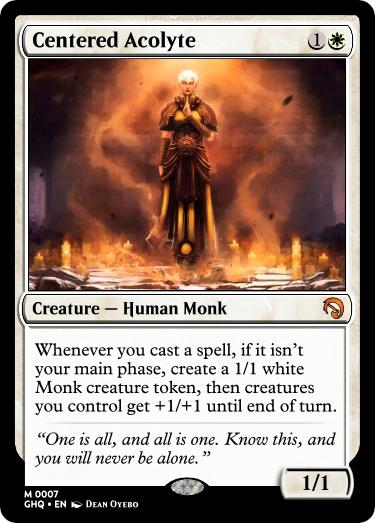 Centered Acolyte 1
Creature — Human Monk
Whenever you cast a spell, if it isn't
your main phase, create a 1/1 white
Monk creature token, then creatures
you control get +1/+1 until end of turn.
“One is all, and all is one. Know this, and
you will never be alone.”
1/1
M 0007
GHQ • EN Dean Oyebo